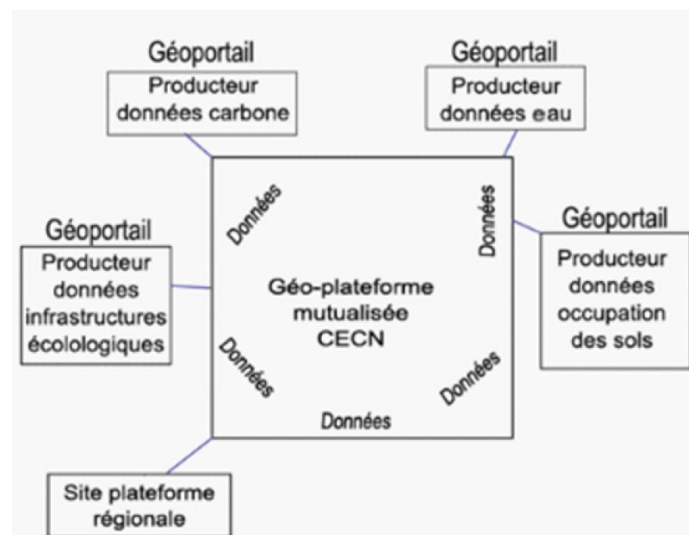 Géoportail
Producteur
données carbone
Géoportail
Producteur
données eau
Géoportail
Producteur
données
infrastructures
écolologiques
Géoportail
Producteur
données
occupation
des sols
Données
Données
Géo-plateforme
mutualisée
CECN
Données
Données
Données
Site plateforme
régionale